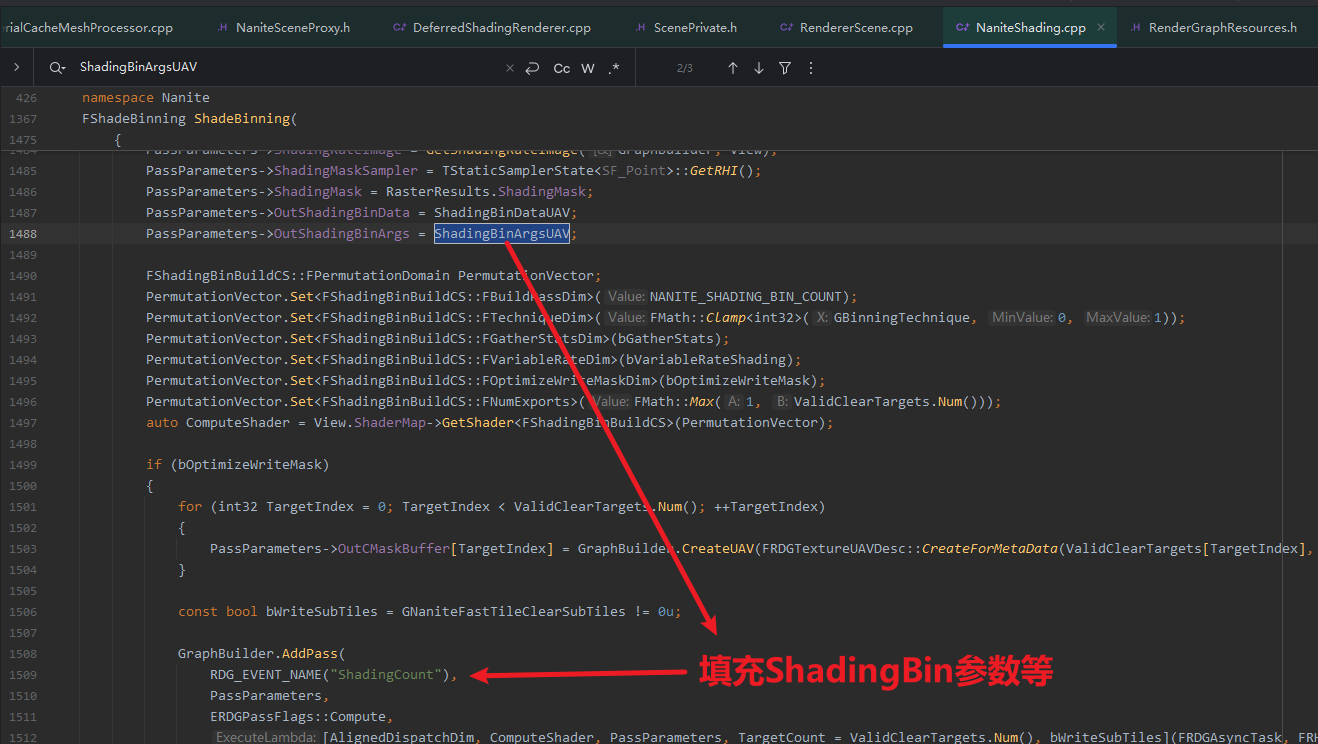 rialCacheMeshProcessor.cpp NaniteSceneProxy.h DeferredShadingRenderer.cpp ScenePrivate.h RendererScene.cpp NaniteShading.cpp × RenderGraphResources.h
ShadingBinArgsUAV × Cc W .* 2/3
426 namespace Nanite
1367 FShadeBinning ShadeBinning(
1475 {
1484 PassParameters->ShadingRateImage = GetShadingRateImage( GraphBuilder, View);
1485 PassParameters->ShadingMaskSampler = TStaticSamplerState<SF_Point>::GetRHI();
1486 PassParameters->ShadingMask = RasterResults.ShadingMask;
1487 PassParameters->OutShadingBinData = ShadingBinDataUAV;
1488 PassParameters->OutShadingBinArgs = ShadingBinArgsUAV;
1489
1490 FShadingBinBuildCS::FPermutationDomain PermutationVector;
1491 PermutationVector.Set<FShadingBinBuildCS::FBuildPassDim>( Value: NANITE_SHADING_BIN_COUNT);
1492 PermutationVector.Set<FShadingBinBuildCS::FTechniqueDim>( Value: FMath::Clamp<int32>( X: GBinningTechnique, MinValue: 0, MaxValue: 1));
1493 PermutationVector.Set<FShadingBinBuildCS::FGatherStatsDim>(bGatherStats);
1494 PermutationVector.Set<FShadingBinBuildCS::FVariableRateDim>(bVariableRateShading);
1495 PermutationVector.Set<FShadingBinBuildCS::FOptimizeWriteMaskDim>(bOptimizeWriteMask);
1496 PermutationVector.Set<FShadingBinBuildCS::FNumExports>( Value: FMath::Max( A: 1, B: ValidClearTargets.Num()));
1497 auto ComputeShader = View.ShaderMap->GetShader<FShadingBinBuildCS>(PermutationVector);
1498
1499 if (bOptimizeWriteMask)
1500 {
1501 for (int32 TargetIndex = 0; TargetIndex < ValidClearTargets.Num(); ++TargetIndex)
1502 {
1503 PassParameters->OutCMaskBuffer[TargetIndex] = GraphBuilder.CreateUAV(FRDGTextureUAVDesc::CreateForMetaData(ValidClearTargets[TargetIndex],
1504 }
1505
1506 const bool bWriteSubTiles = GNaniteFastTileClearSubTiles != 0u;
1507
1508 GraphBuilder.AddPass(
1509 RDG_EVENT_NAME("ShadingCount"),
填充ShadingBin参数等
1510 PassParameters,
1511 ERDGPassFlags::Compute,
1512 ExecuteLambda: [AlignedDispatchDim, ComputeShader, PassParameters, TargetCount = ValidClearTargets.Num(), bWriteSubTiles](FRDGAsyncTask, FRH